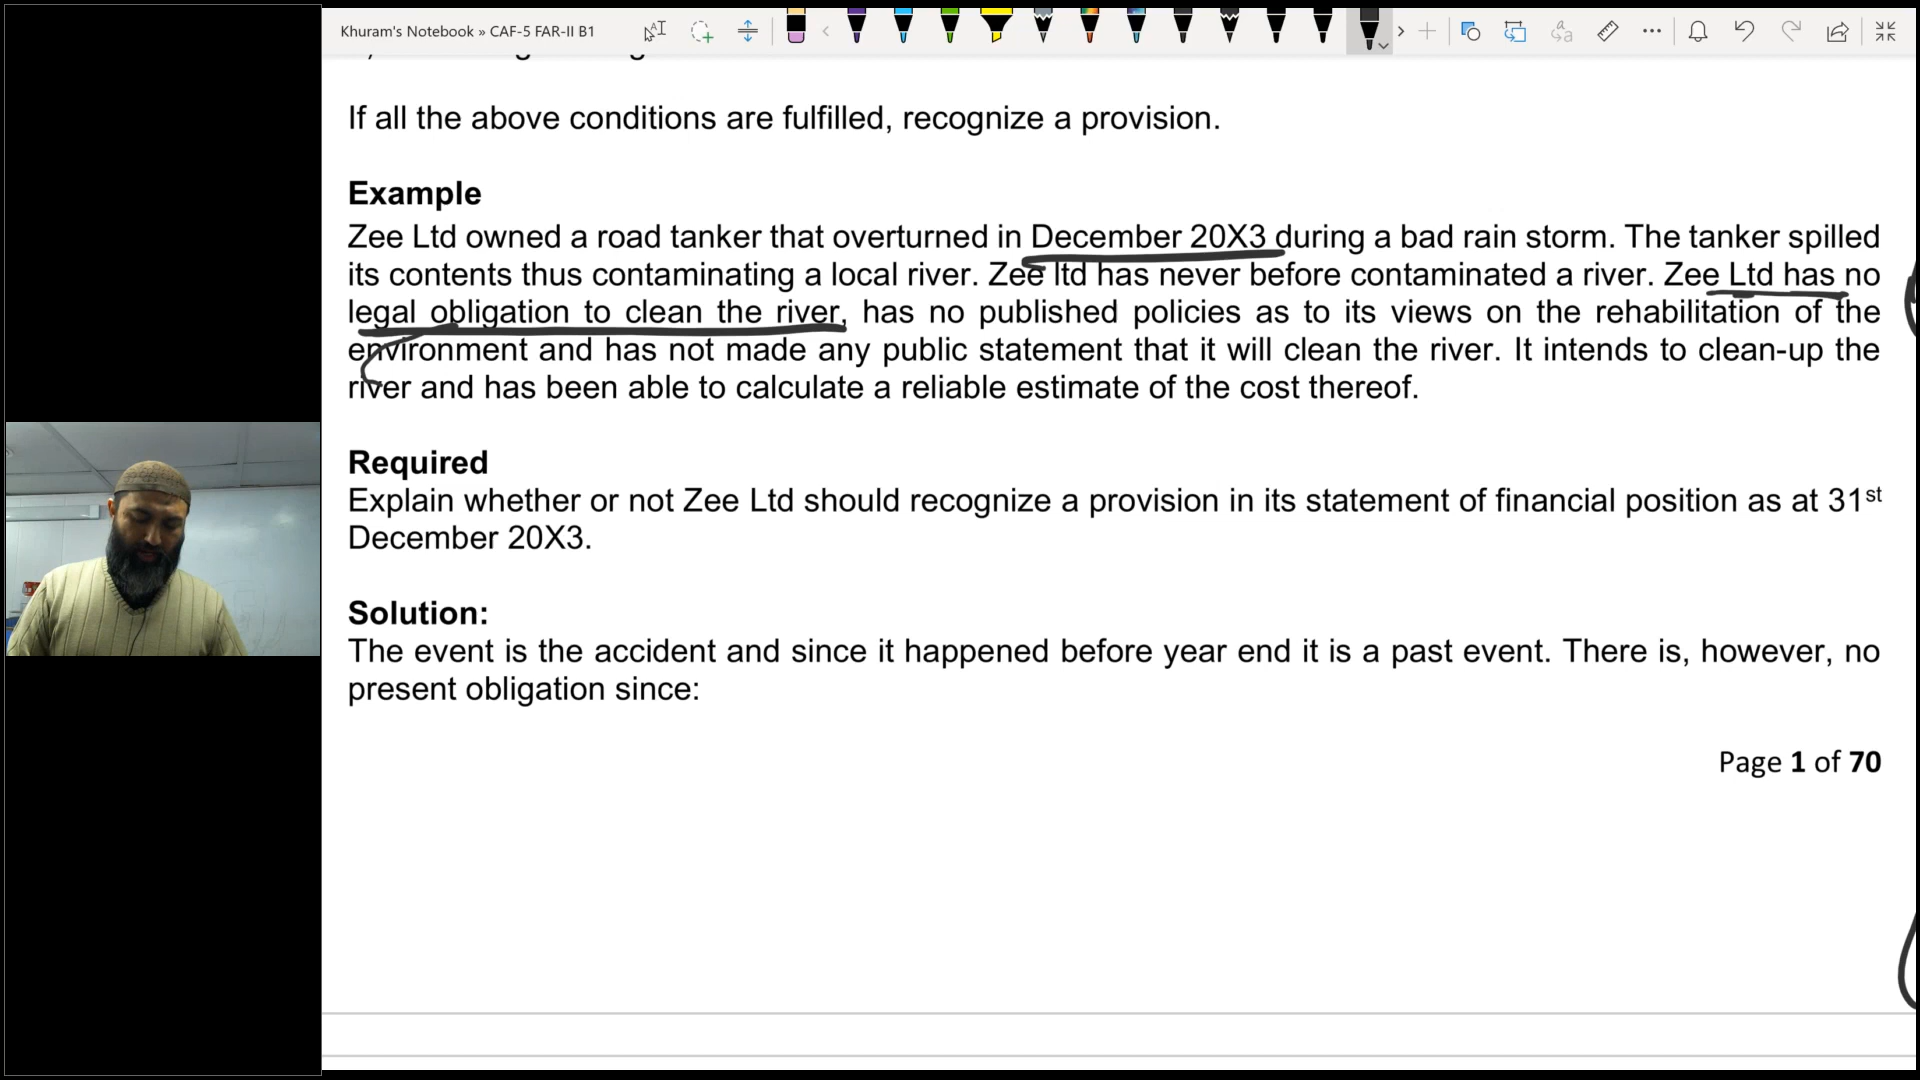 Khuram's Notebook » CAF-5 FAR-II B1
If all the above conditions are fulfilled, recognize a provision.
Example
Zee Ltd owned a road tanker that overturned in December 20X3 during a bad rain storm. The tanker spilled
its contents thus contaminating a local river. Zee ltd has never before contaminated a river. Zee Ltd has no
legal obligation to clean the river, has no published policies as to its views on the rehabilitation of the
environment and has not made any public statement that it will clean the river. It intends to clean-up the
river and has been able to calculate a reliable estimate of the cost thereof.
Required
Explain whether or not Zee Ltd should recognize a provision in its statement of financial position as at 31st
December 20X3.
Solution:
The event is the accident and since it happened before year end it is a past event. There is, however, no
present obligation since:
Page 1 of 70